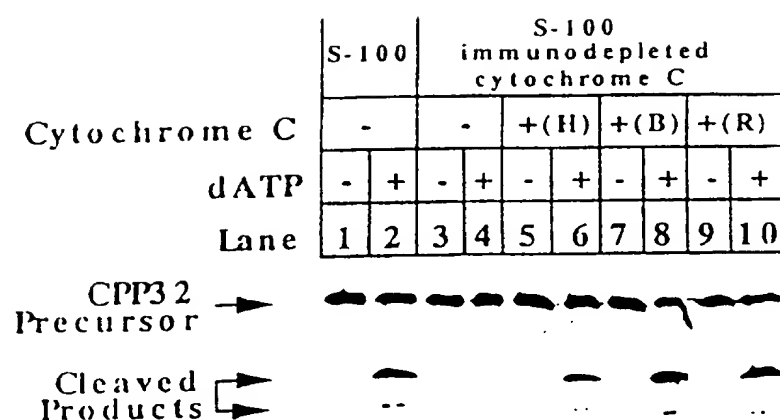 S-100
S-100
immunodepleted
cytochrome C
Cytochrome C - - +(H) +(B) +(R)
dATP - + - + - + - + - +
Lane 1 2 3 4 5 6 7 8 9 10
CPP32
Precursor
Cleaved
Products